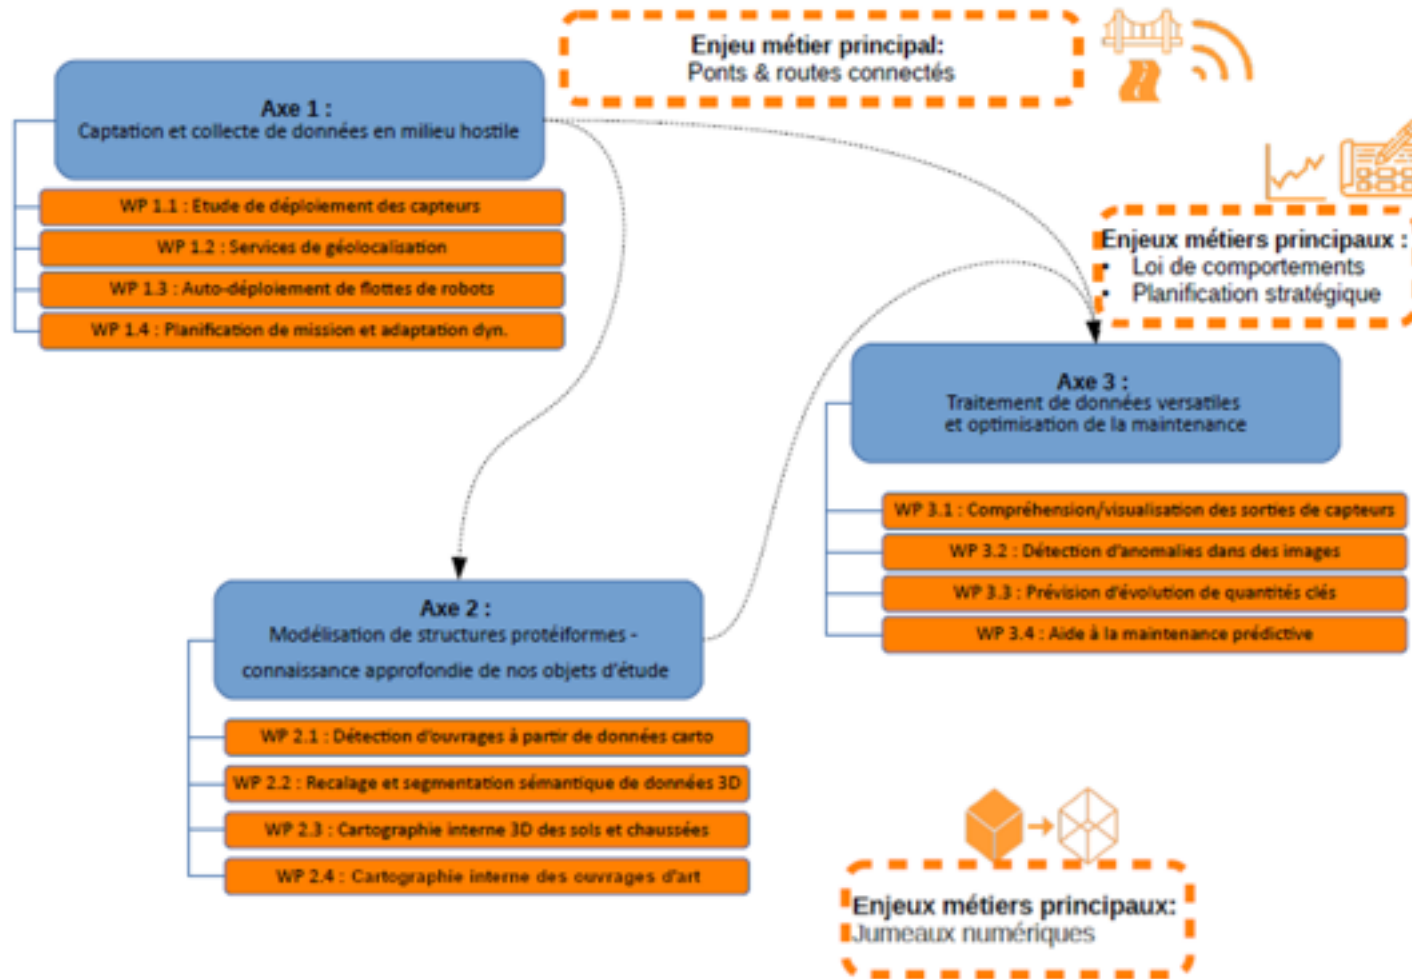 Enjeu métier principal:
Ponts & routes connectés
Axe 1 :
Captation et collecte de données en milieu hostile
WP 1.1 : Etude de déploiement des capteurs
WP 1.2 : Services de géolocalisation
WP 1.3 : Auto-déploiement de flottes de robots
WP 1.4 : Planification de mission et adaptation dyn.
Enjeux métiers principaux :
• Loi de comportements
• Planification stratégique
Axe 3 :
Traitement de données versatiles
et optimisation de la maintenance
WP 3.1 : Compréhension/visualisation des sorties de capteurs
WP 3.2 : Détection d'anomalies dans des images
WP 3.3 : Prévision d'évolution de quantités clés
WP 3.4 : Aide à la maintenance prédictive
Axe 2 :
Modélisation de structures protéiformes -
connaissance approfondie de nos objets d'étude
WP 2.1 : Détection d'ouvrages à partir de données carto
WP 2.2 : Recalage et segmentation sémantique de données 3D
WP 2.3 : Cartographie interne 3D des sols et chaussées
WP 2.4 : Cartographie interne des ouvrages d'art
Enjeux métiers principaux:
Jumeaux numériques